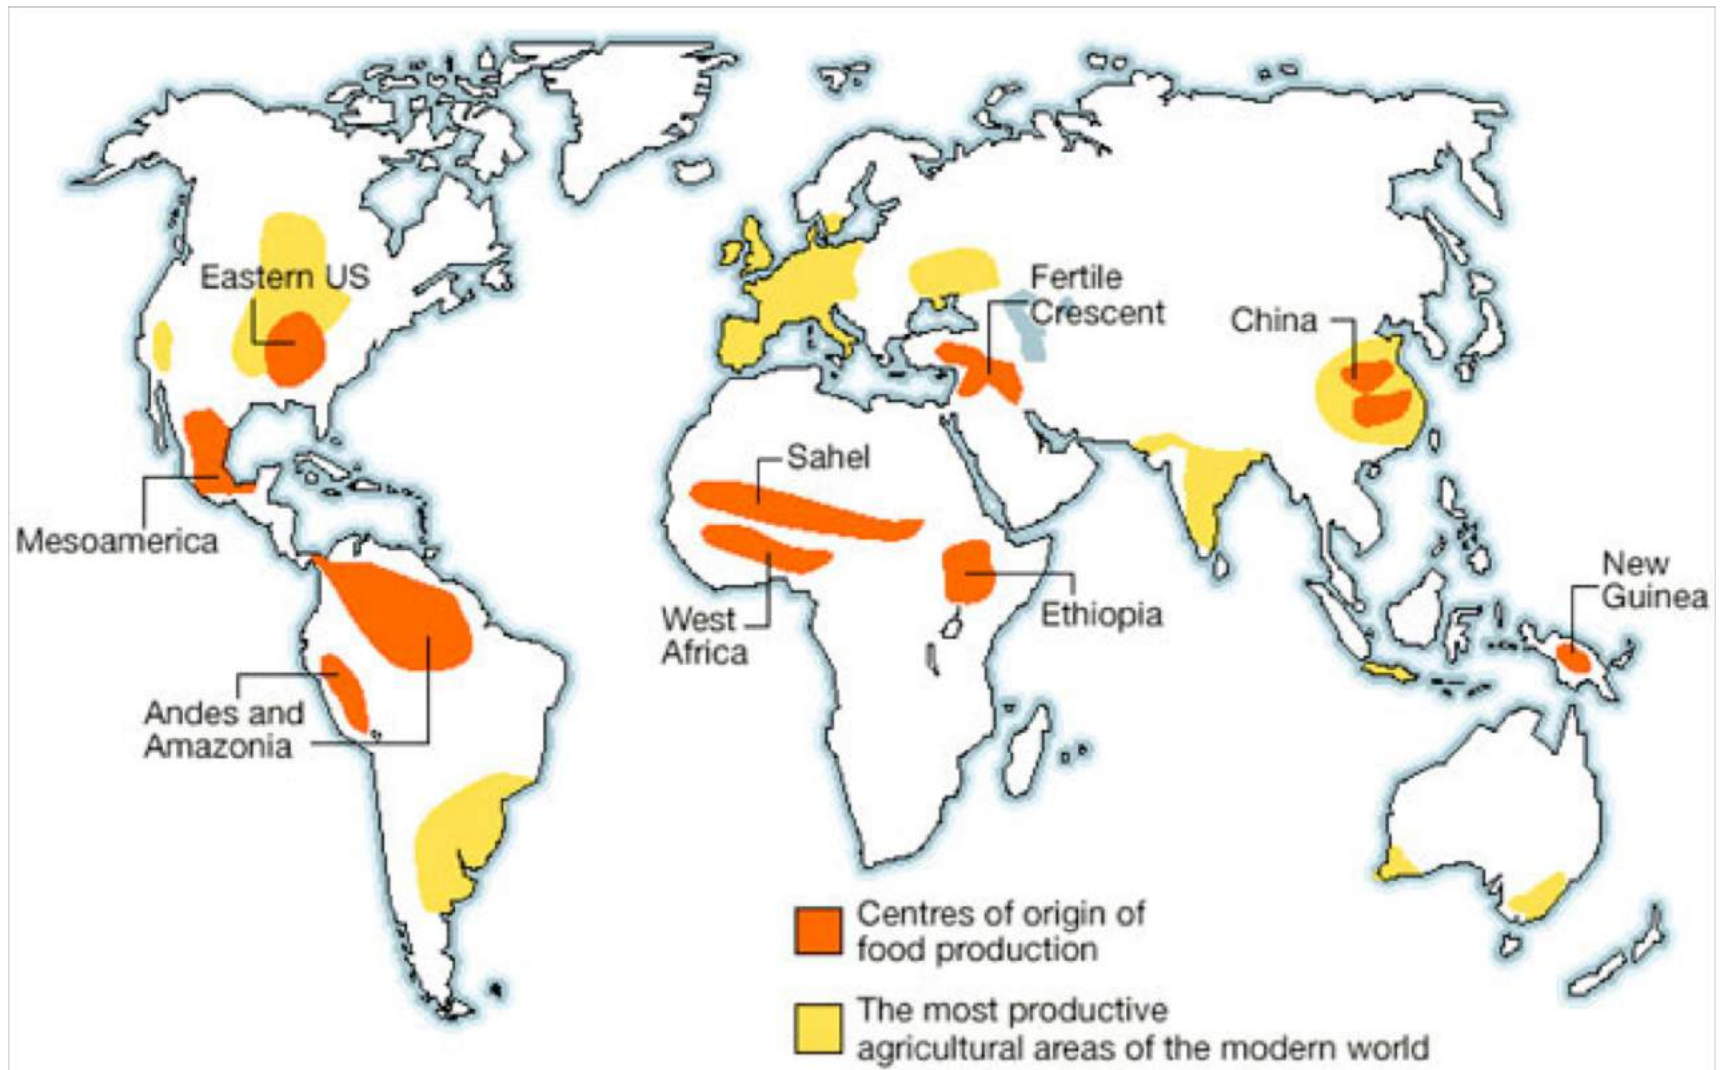 Eastern US
Fertile
Crescent
China
Sahel
Mesoamerica
New
Guinea
West
Africa
Ethiopia
Andes and
Amazonia
Centres of origin of
food production
The most productive
agricultural areas of the modern world